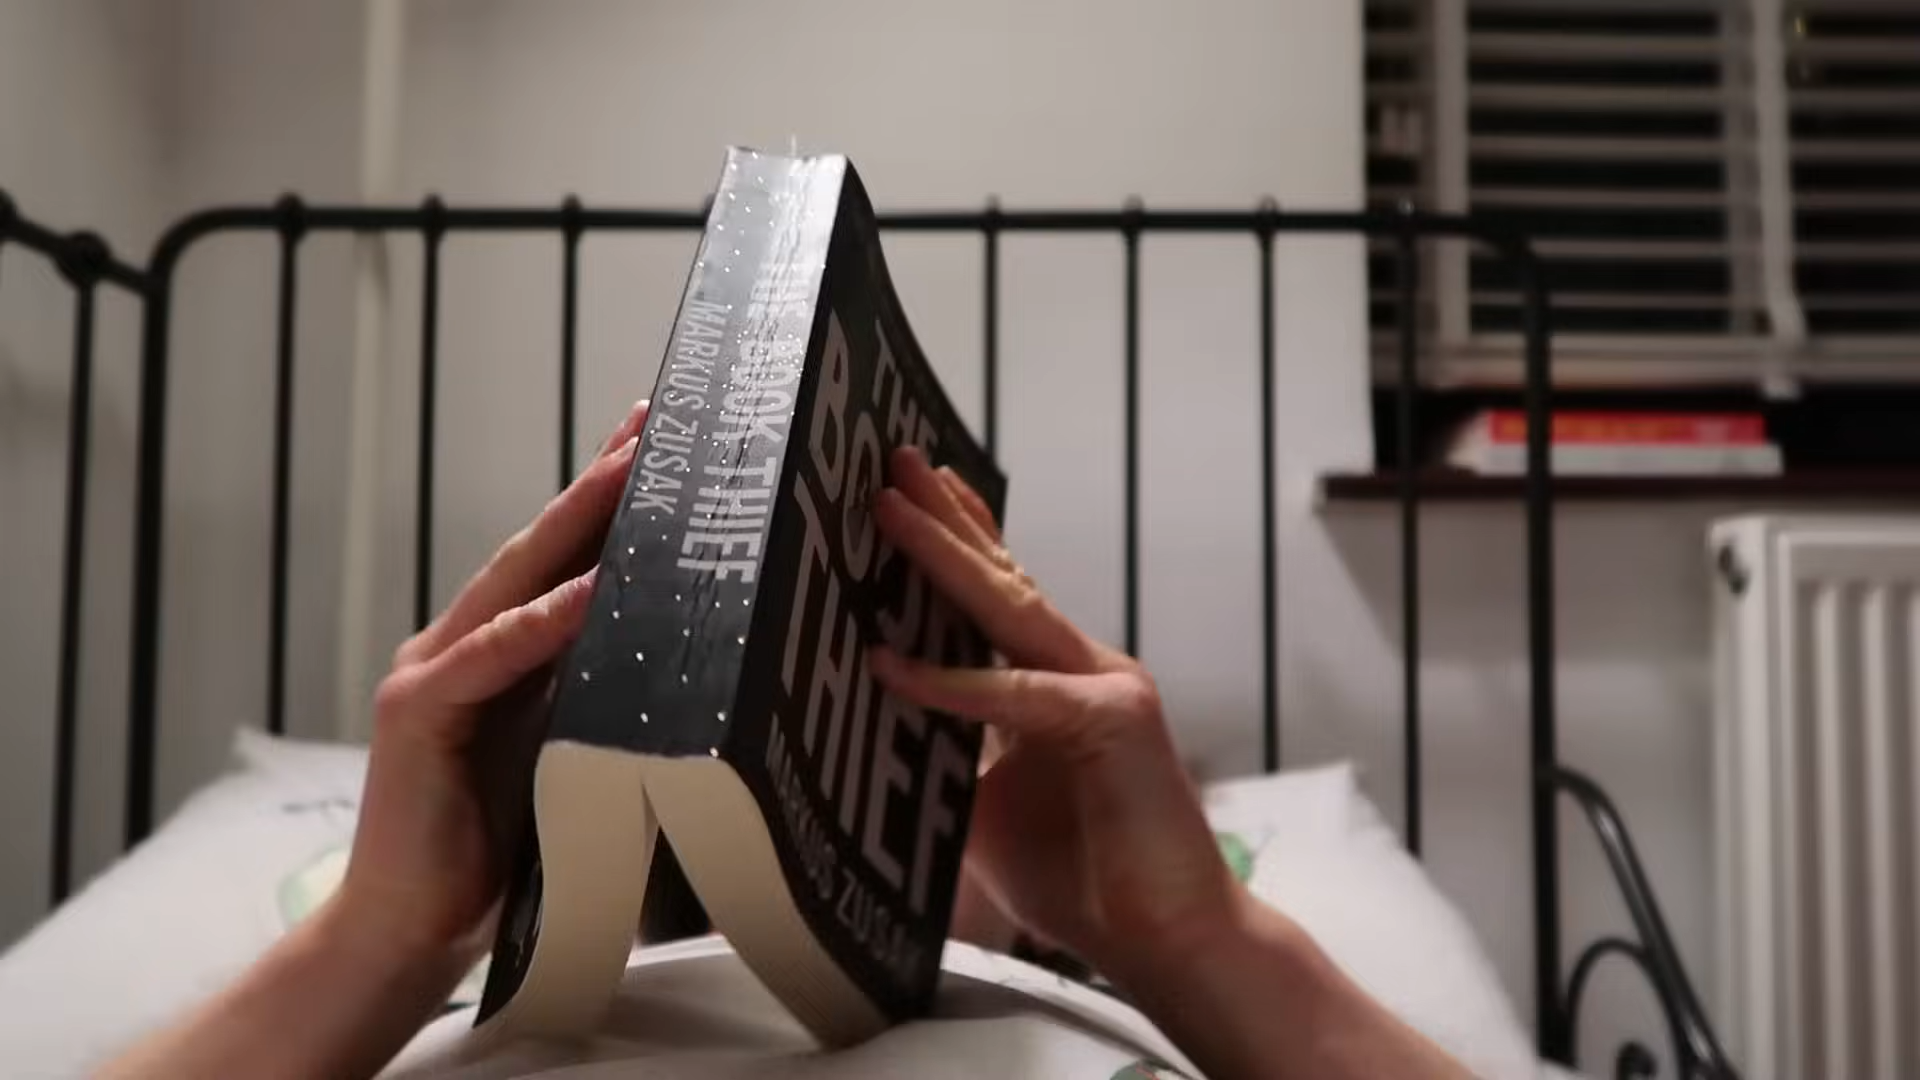 THE BOOK THIEF
MARKUS ZUSAK
THE
BOOK
THIEF
MARKUS ZUSAK